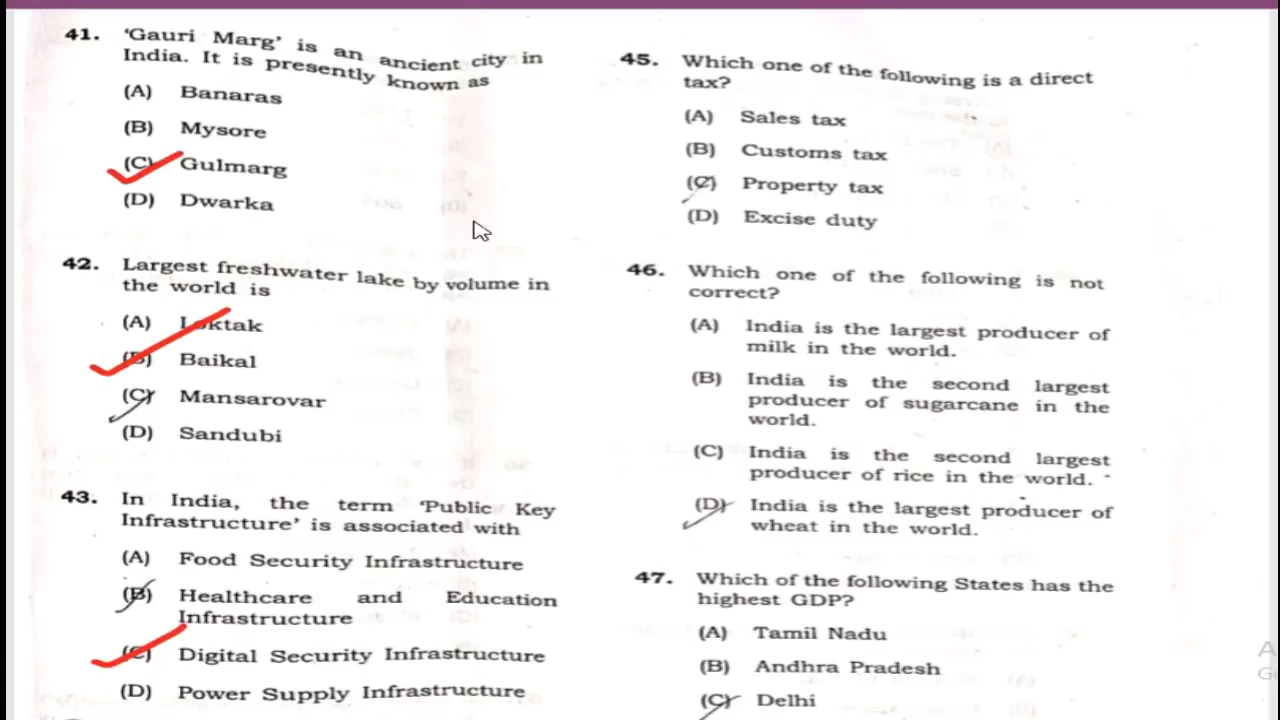 41. 'Gauri Marg' is an ancient city in
India. It is presently known as
(A) Banaras
(B) Mysore
(C) Gulmarg
(D) Dwarka
42. Largest freshwater lake by volume in
the world is
(A) Loktak
(B) Baikal
(C) Mansarovar
(D) Sandubi
43. In India, the term 'Public Key
Infrastructure' is associated with
(A) Food Security Infrastructure
(B) Healthcare and Education
Infrastructure
(C) Digital Security Infrastructure
(D) Power Supply Infrastructure
45. Which one of the following is a direct
tax?
(A) Sales tax
(B) Customs tax
(C) Property tax
(D) Excise duty
46. Which one of the following is not
correct?
(A) India is the largest producer of
milk in the world.
(B) India is the second largest
producer of sugarcane in the
world.
(C) India is the second largest
producer of rice in the world.
(D) India is the largest producer of
wheat in the world.
47. Which of the following States has the
highest GDP?
(A) Tamil Nadu
(B) Andhra Pradesh
(C) Delhi